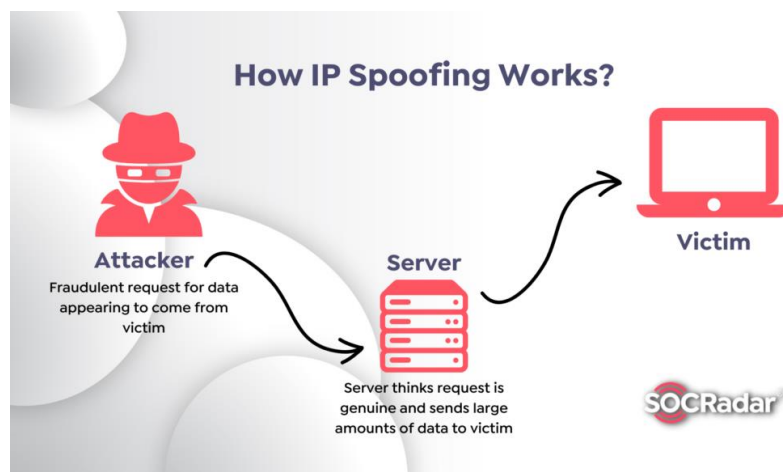 How IP Spoofing Works?
Attacker
Fraudulent request for data
appearing to come from
victim
Server
Server thinks request is
genuine and sends large
amounts of data to victim
Victim
SOCRadar